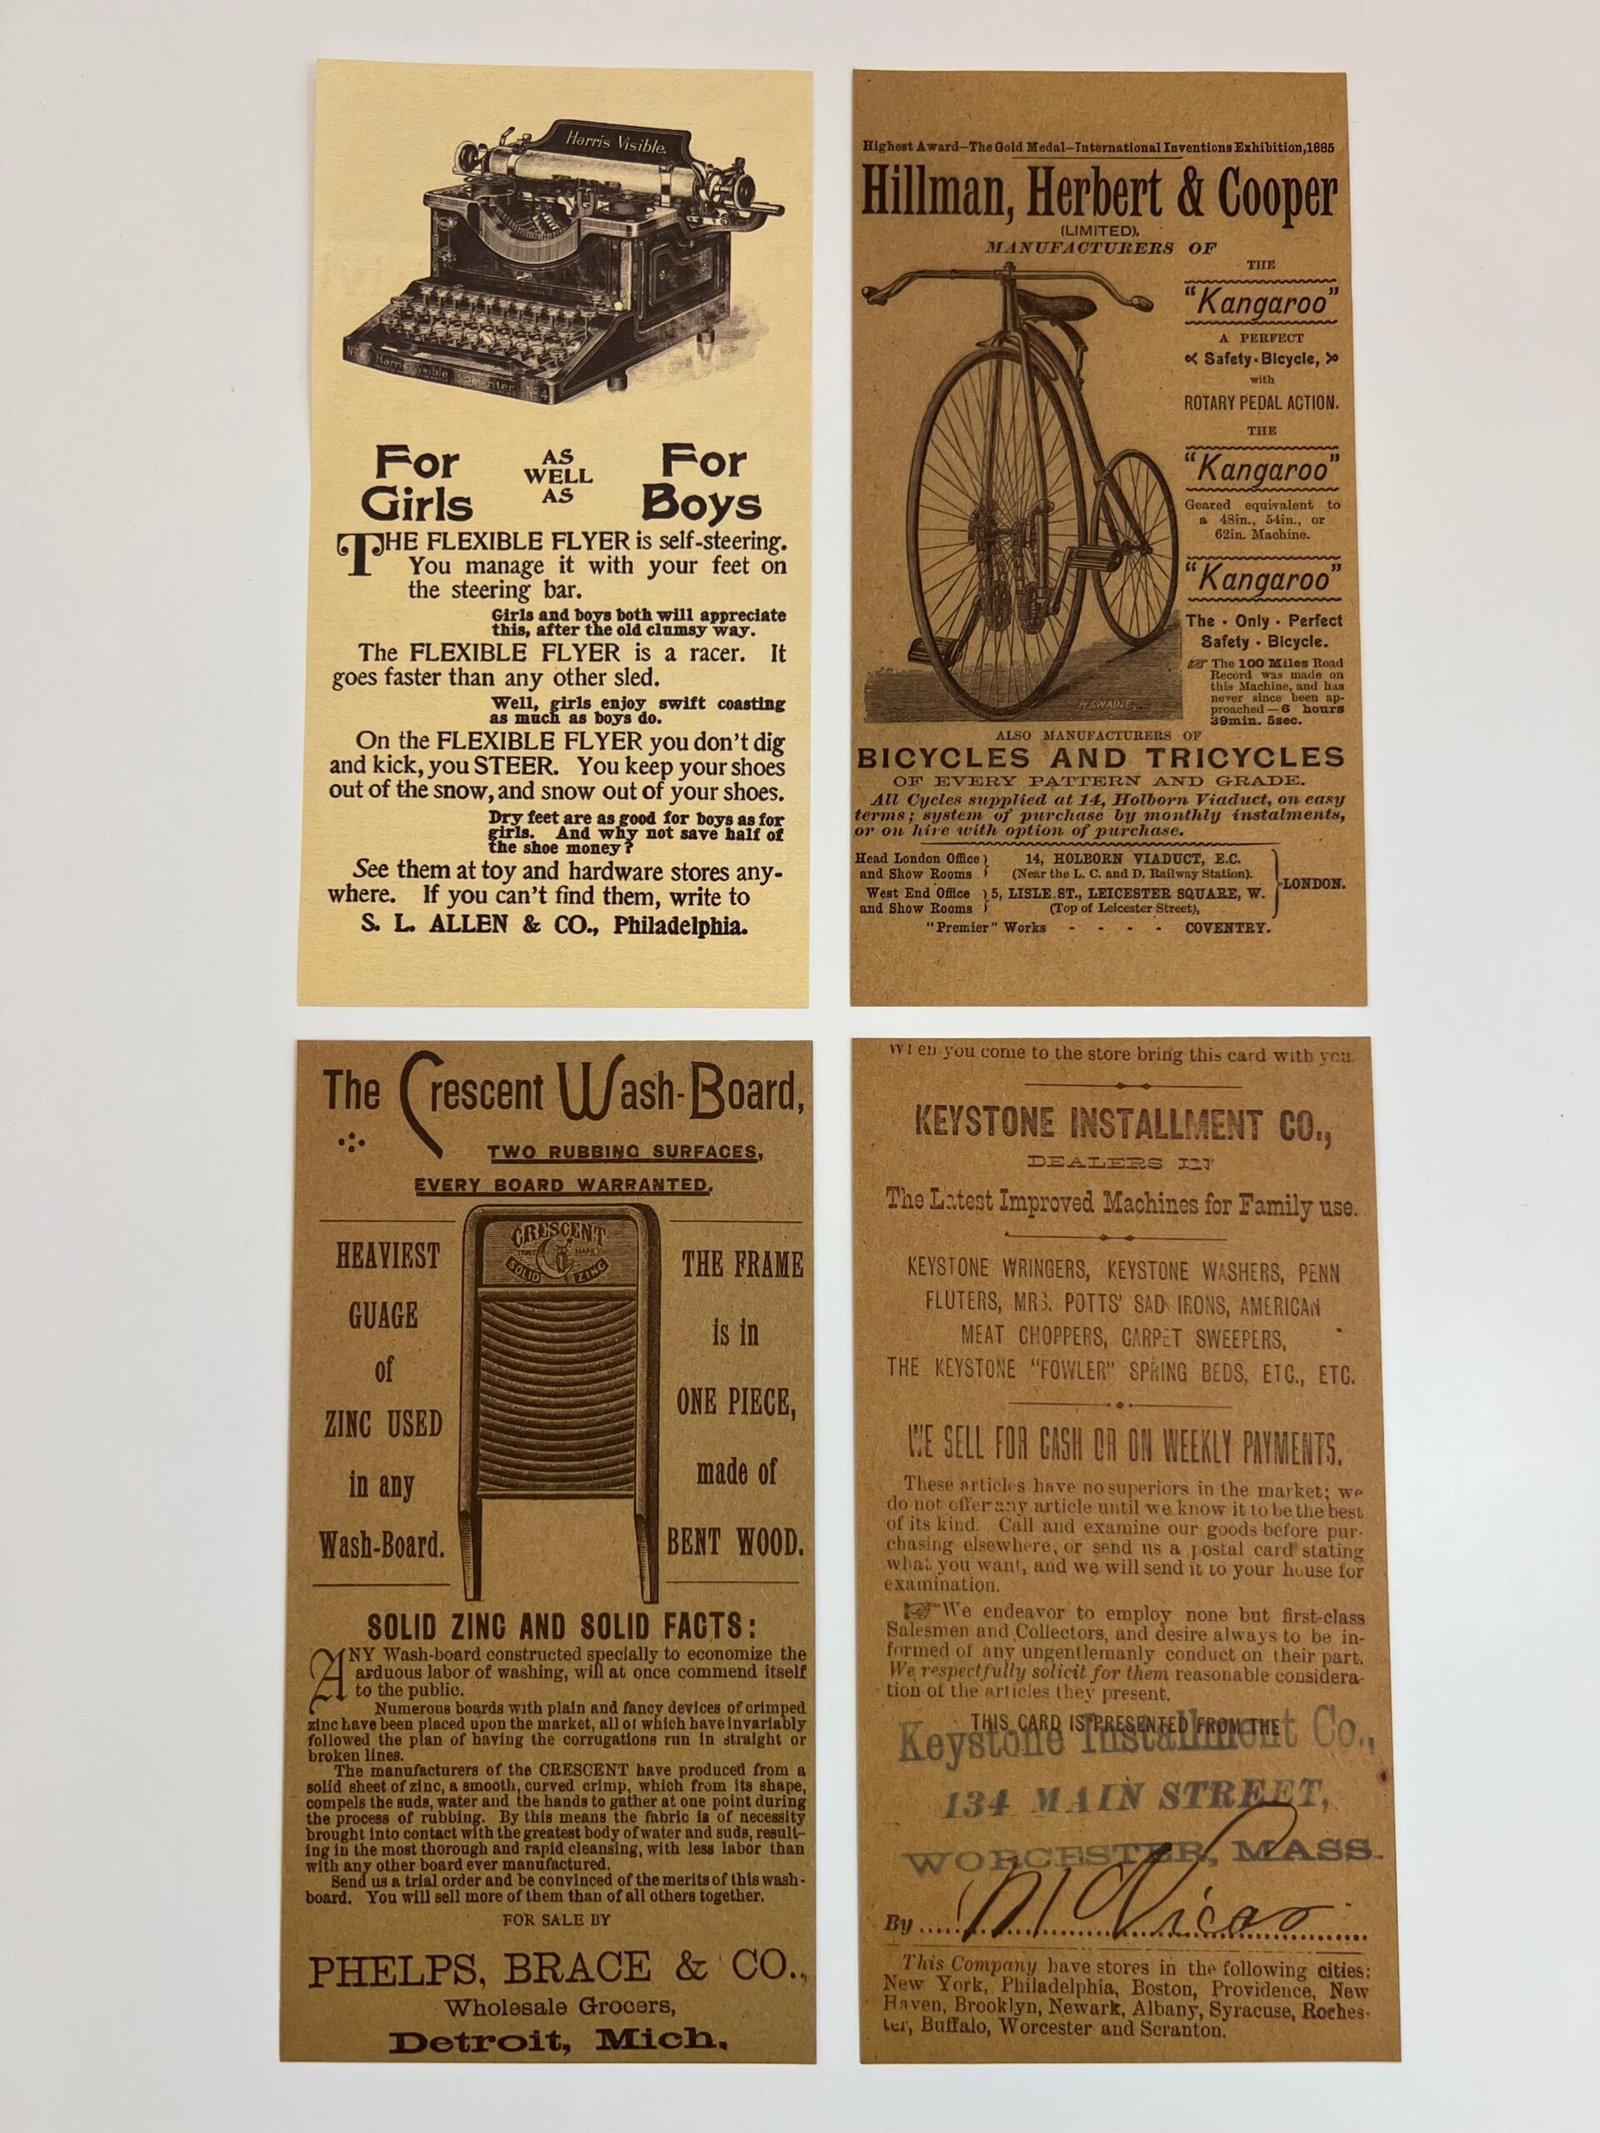 Harris Visible.
No. 4 Harris Visible Typewriter No. 4
For Girls
AS WELL AS
For Boys
THE FLEXIBLE FLYER is self-steering.
You manage it with your feet on
the steering bar.
Girls and boys both will appreciate
this, after the old clumsy way.
The FLEXIBLE FLYER is a racer. It
goes faster than any other sled.
Well, girls enjoy swift coasting
as much as boys do.
On the FLEXIBLE FLYER you don't dig
and kick, you STEER. You keep your shoes
out of the snow, and snow out of your shoes.
Dry feet are as good for boys as for
girls. And why not save half of
the shoe money?
See them at toy and hardware stores any-
where. If you can't find them, write to
S. L. ALLEN & CO., Philadelphia.
Highest Award—The Gold Medal—International Inventions Exhibition, 1885
Hillman, Herbert & Cooper
(LIMITED),
MANUFACTURERS OF
THE
"Kangaroo"
A PERFECT
Safety-Bicycle,
with
ROTARY PEDAL ACTION.
THE
"Kangaroo"
Geared equivalent to
a 48in., 54in., or
62in. Machine.
"Kangaroo"
The · Only · Perfect
Safety · Bicycle.
☞ The 100 Miles Road
Record was made on
this Machine, and has
never since been ap-
proached—6 hours
39min. 5sec.
H. SWAINE.
ALSO MANUFACTURERS OF
BICYCLES AND TRICYCLES
OF EVERY PATTERN AND GRADE.
All Cycles supplied at 14, Holborn Viaduct, on easy
terms; system of purchase by monthly instalments,
or on hire with option of purchase.
Head London Office } 14, HOLBORN VIADUCT, E.C.
and Show Rooms } (Near the L. C. and D. Railway Station).
West End Office } 5, LISLE ST., LEICESTER SQUARE, W.
and Show Rooms } (Top of Leicester Street),
} LONDON.
"Premier" Works - - - - COVENTRY.
The Crescent Wash-Board,
TWO RUBBING SURFACES,
EVERY BOARD WARRANTED.
HEAVIEST
GUAGE
of
ZINC USED
in any
Wash-Board.
CRESCENT
TRADE MARK
SOLID ZINC
THE FRAME
is in
ONE PIECE,
made of
BENT WOOD.
SOLID ZINC AND SOLID FACTS:
ANY Wash-board constructed specially to economize the
arduous labor of washing, will at once commend itself
to the public.
Numerous boards with plain and fancy devices of crimped
zinc have been placed upon the market, all of which have invariably
followed the plan of having the corrugations run in straight or
broken lines.
The manufacturers of the CRESCENT have produced from a
solid sheet of zinc, a smooth, curved crimp, which from its shape,
compels the suds, water and the hands to gather at one point during
the process of rubbing. By this means the fabric is of necessity
brought into contact with the greatest body of water and suds, result-
ing in the most thorough and rapid cleansing, with less labor than
with any other board ever manufactured.
Send us a trial order and be convinced of the merits of this wash-
board. You will sell more of them than of all others together.
FOR SALE BY
PHELPS, BRACE & CO.,
Wholesale Grocers,
Detroit, Mich.
When you come to the store bring this card with you.
KEYSTONE INSTALLMENT CO.,
DEALERS IN
The Latest Improved Machines for Family use.
KEYSTONE WRINGERS, KEYSTONE WASHERS, PENN
FLUTERS, MRS. POTTS' SAD IRONS, AMERICAN
MEAT CHOPPERS, CARPET SWEEPERS,
THE KEYSTONE "FOWLER" SPRING BEDS, ETC., ETC.
WE SELL FOR CASH OR ON WEEKLY PAYMENTS.
These articles have no superiors in the market; we
do not offer any article until we know it to be the best
of its kind. Call and examine our goods before pur-
chasing elsewhere, or send us a postal card stating
what you want, and we will send it to your house for
examination.
☞ We endeavor to employ none but first-class
Salesmen and Collectors, and desire always to be in-
formed of any ungentlemanly conduct on their part.
We respectfully solicit for them reasonable considera-
tion of the articles they present.
THIS CARD IS PRESENTED FROM THE
Keystone Installment Co.,
134 MAIN STREET,
WORCESTER, MASS.
By
This Company have stores in the following cities:
New York, Philadelphia, Boston, Providence, New
Haven, Brooklyn, Newark, Albany, Syracuse, Roches-
ter, Buffalo, Worcester and Scranton.